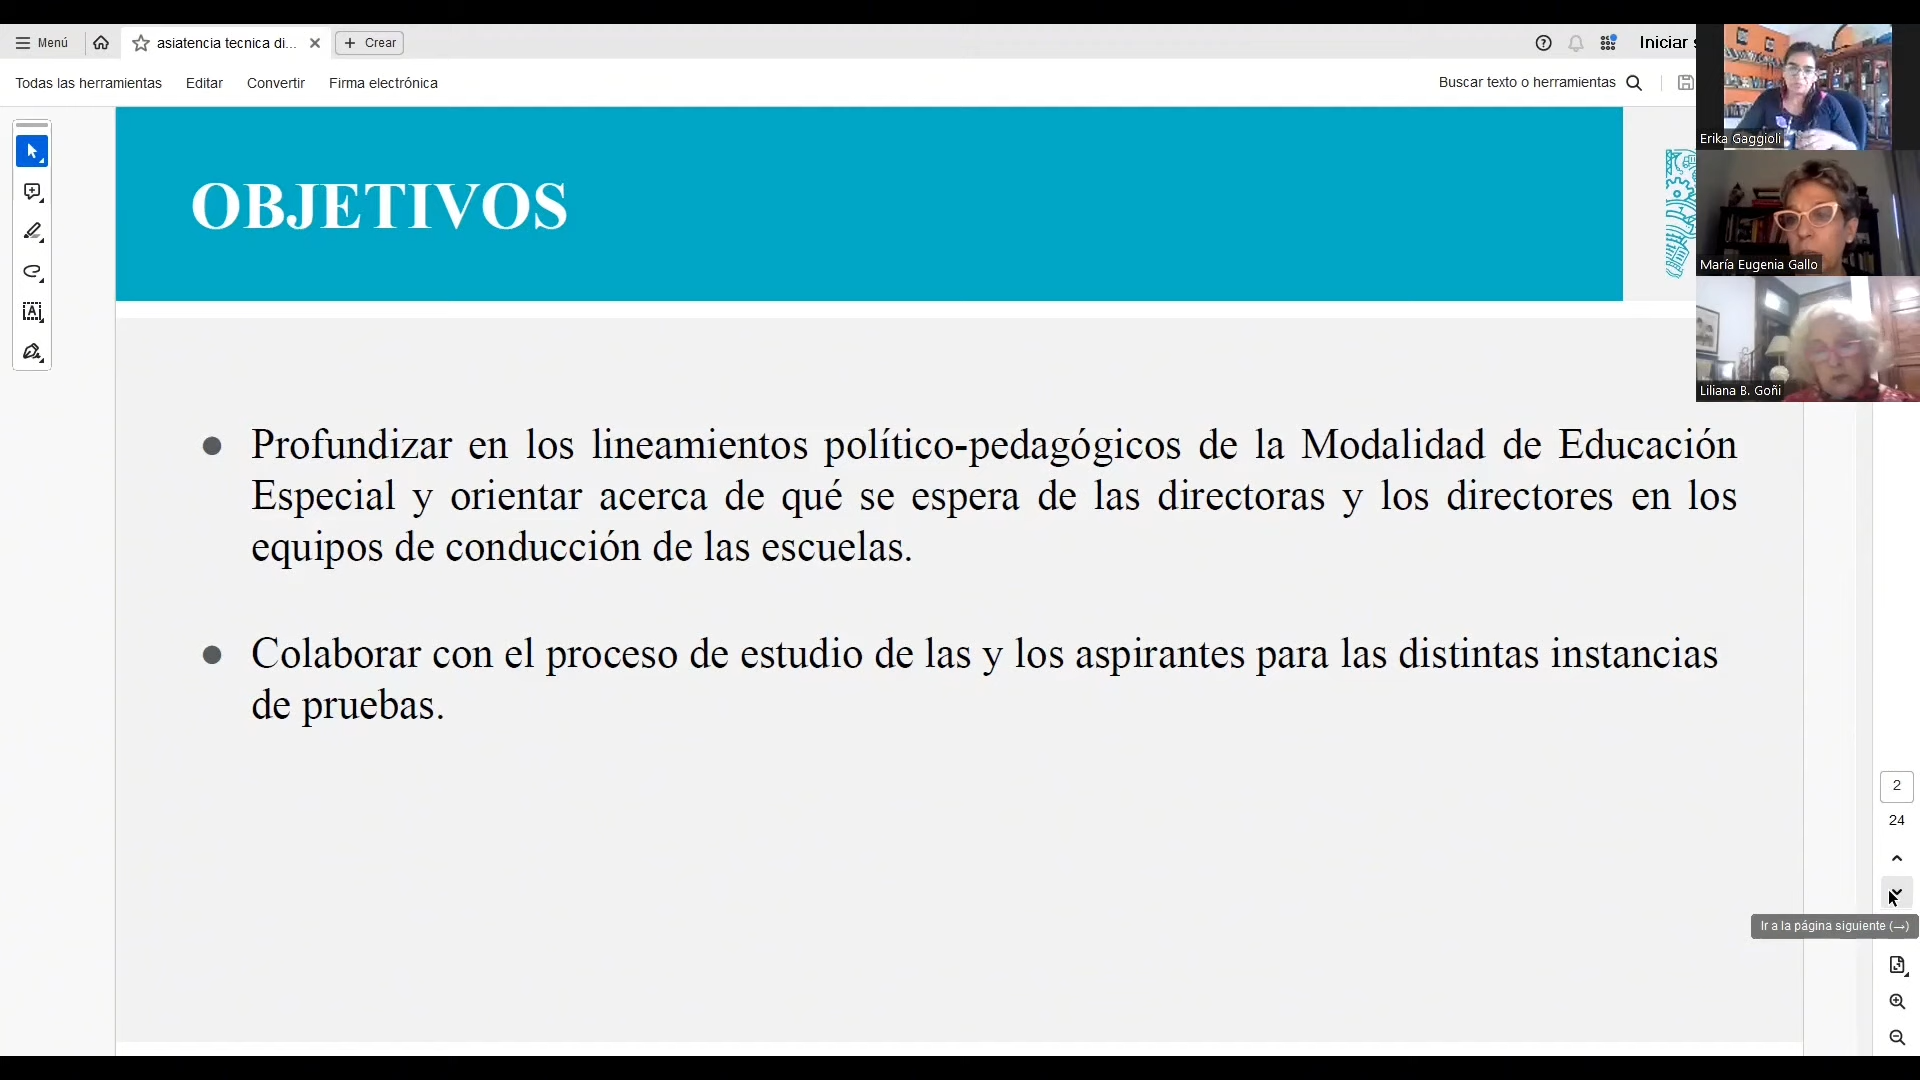 Menú
asiatencia tecnica di...
Crear
Iniciar
Todas las herramientas
Editar
Convertir
Firma electrónica
Buscar texto o herramientas
Erika Gaggioli
María Eugenia Gallo
Liliana B. Goñi
OBJETIVOS
Profundizar en los lineamientos político-pedagógicos de la Modalidad de Educación
Especial y orientar acerca de qué se espera de las directoras y los directores en los
equipos de conducción de las escuelas.
Colaborar con el proceso de estudio de las y los aspirantes para las distintas instancias
de pruebas.
2
24
Ir a la página siguiente (→)